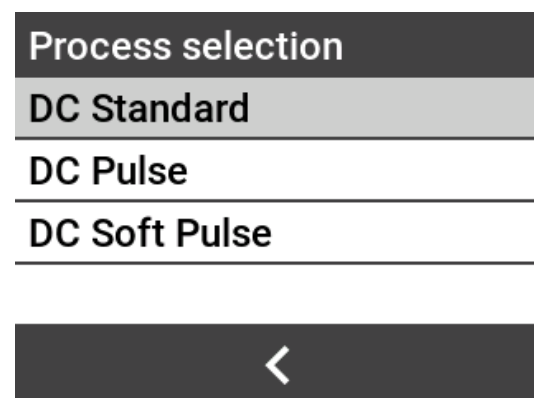 Process selection
DC Standard
DC Pulse
DC Soft Pulse